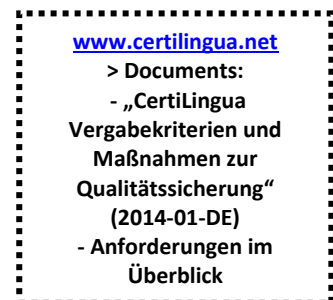 www.certilingua.net
> Documents:
- „CertiLingua
Vergabekriterien und
Maßnahmen zur
Qualitätssicherung“
(2014-01-DE)
- Anforderungen im
Überblick